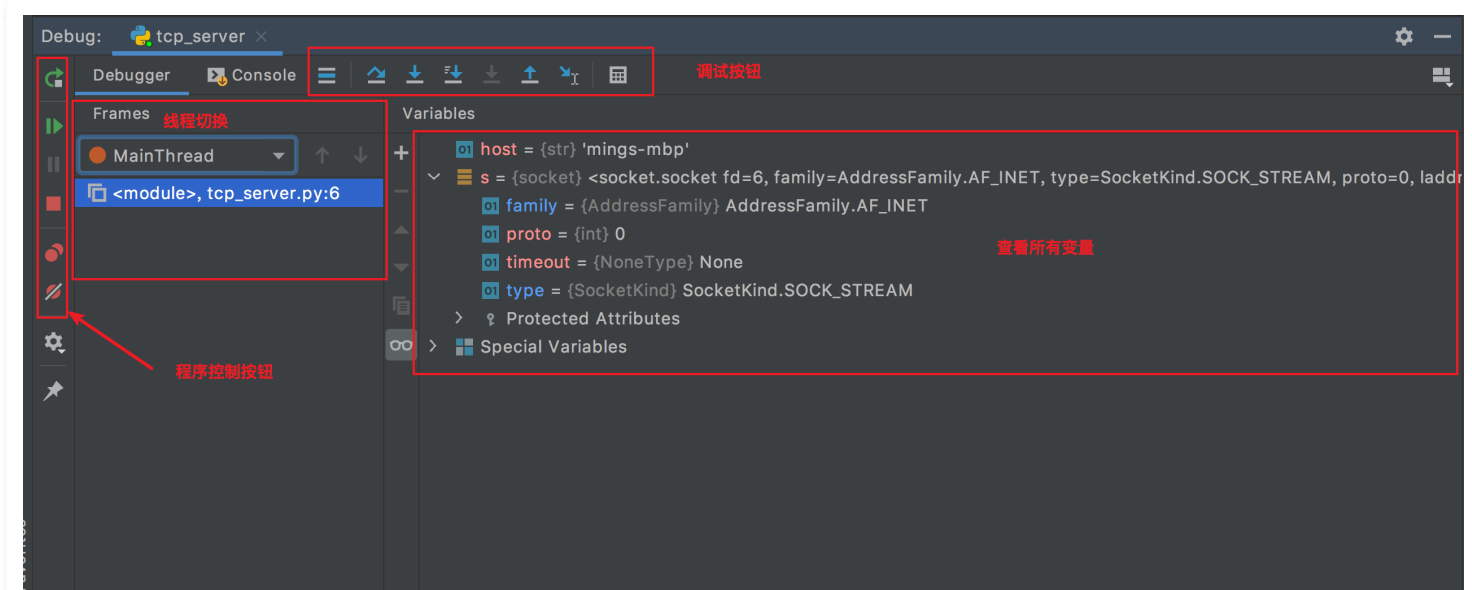 Debug: tcp_server
Debugger Console 调试按钮
Frames 线程切换 Variables
MainThread
<module>, tcp_server.py:6
host = {str} 'mings-mbp'
s = {socket} <socket.socket fd=6, family=AddressFamily.AF_INET, type=SocketKind.SOCK_STREAM, proto=0, laddr
family = {AddressFamily} AddressFamily.AF_INET
proto = {int} 0
查看所有变量
timeout = {NoneType} None
type = {SocketKind} SocketKind.SOCK_STREAM
Protected Attributes
Special Variables
程序控制按钮